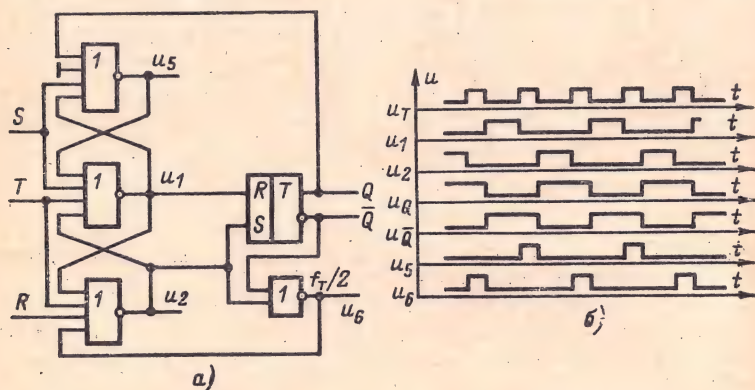 1
u₅
S
1
u₁
T
R T
S
Q
Q̅
1
u₂
R
1
f_T/2
u₆
а)
u
u_T t
u₁ t
u₂ t
u_Q t
u_Q̅ t
u₅ t
u₆ t
б)